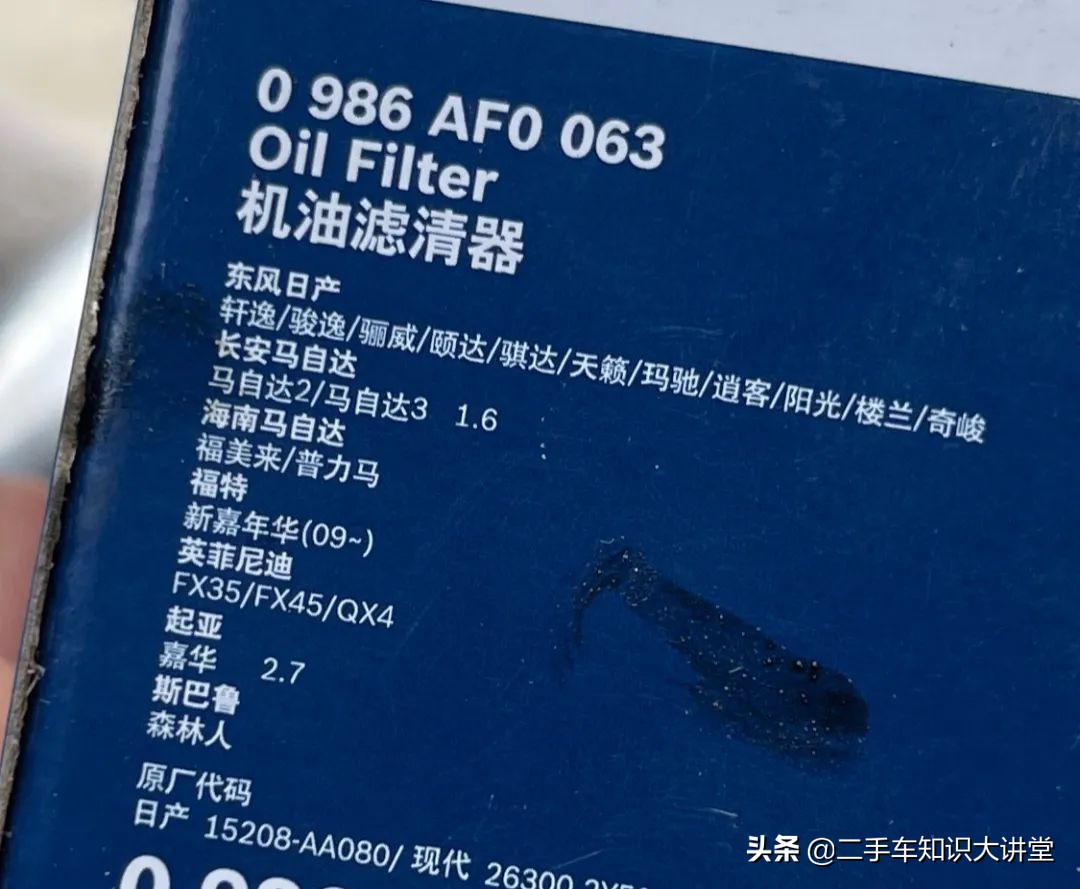 0 986 AF0 063
Oil Filter
机油滤清器
东风日产
轩逸/骏逸/骊威/颐达/骐达/天籁/玛驰/逍客/阳光/楼兰/奇峻
长安马自达
马自达2/马自达3 1.6
海南马自达
福美来/普力马
福特
新嘉年华(09~)
英菲尼迪
FX35/FX45/QX4
起亚
嘉华 2.7
斯巴鲁
森林人
原厂代码
日产 15208-AA080/ 现代 26300
头条 @二手车知识大讲堂